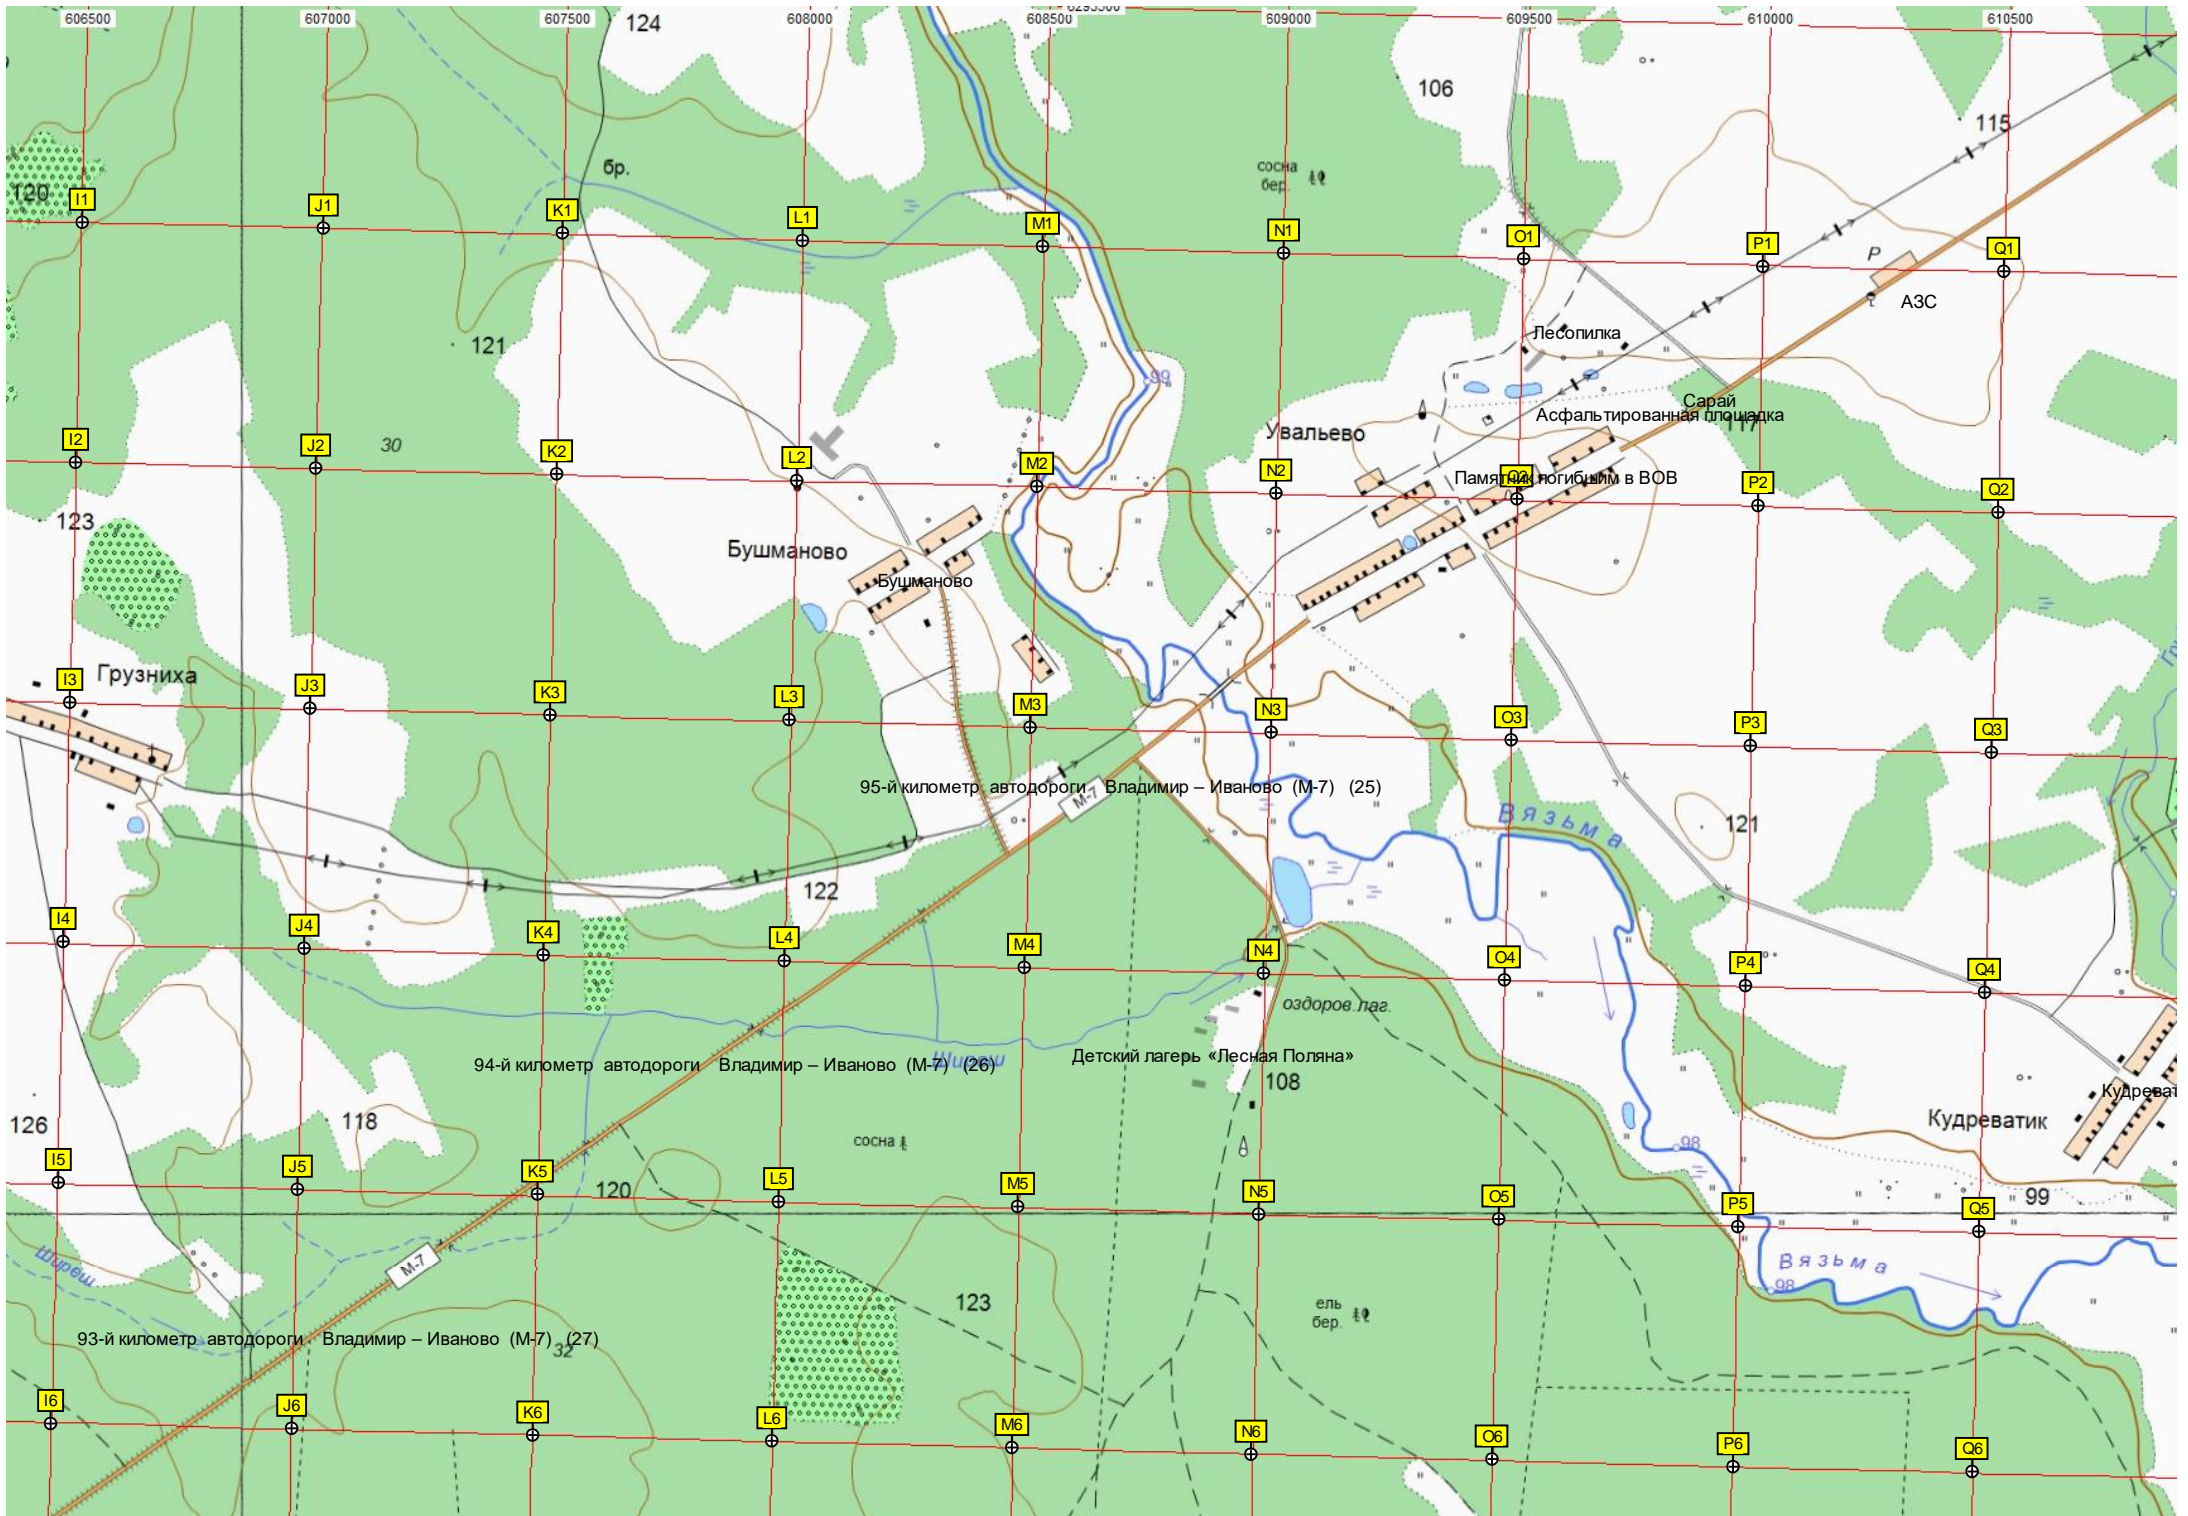 606500 607000 607500 608000 608500 609000 609500 610000 610500
124
106
115
бр.
сосна
бер.
120
I1 J1 K1 L1 M1 N1 O1 P1 Q1
Р
АЗС
121
Лесопилка
99
Сарай
Асфальтированная площадка
117
Увальево
30
I2 J2 K2 L2 M2 N2 O2 P2 Q2
Памятник погибшим в ВОВ
123
Бушманово
Бушманово
Грузниха
I3 J3 K3 L3 M3 N3 O3 P3 Q3
95-й километр автодороги Владимир – Иваново (М-7) (25)
М-7
Вязьма
121
122
I4 J4 K4 L4 M4 N4 O4 P4 Q4
оздоров.лаг.
Ширеш
94-й километр автодороги Владимир – Иваново (М-7) (26)
Детский лагерь «Лесная Поляна»
108
Кудреват
Кудреватик
126
118
сосна
98
120
99
I5 J5 K5 L5 M5 N5 O5 P5 Q5
Ширеш
М-7
Вязьма
98
123
ель
бер.
93-й километр автодороги Владимир – Иваново (М-7) (27)
32
I6 J6 K6 L6 M6 N6 O6 P6 Q6